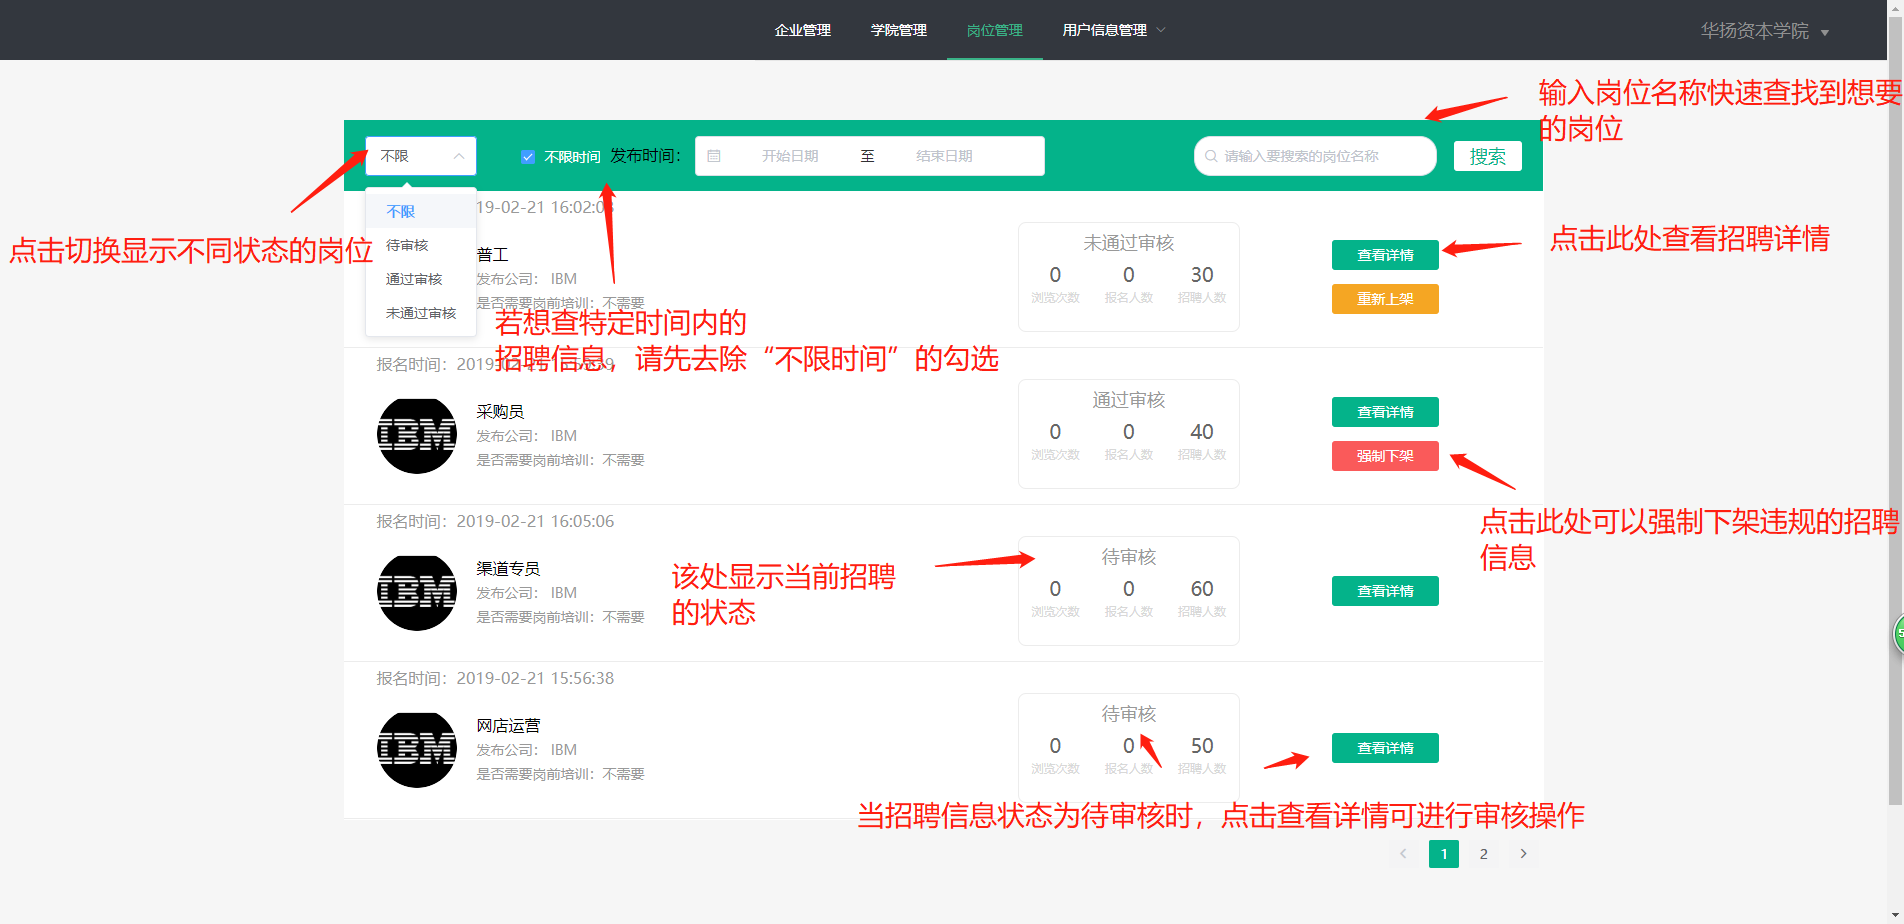 企业管理 学院管理 岗位管理 用户信息管理 华扬资本学院
输入岗位名称快速查找到想要
的岗位
不限 不限时间 发布时间： 开始日期 至 结束日期 请输入要搜索的岗位名称 搜索
不限
待审核
通过审核
未通过审核
点击切换显示不同状态的岗位
19-02-21 16:02:03
普工
发布公司： IBM
是否需要岗前培训：不需要
未通过审核
0 0 30
浏览次数 报名人数 招聘人数
查看详情
重新上架
点击此处查看招聘详情
若想查特定时间内的
招聘信息，请先去除“不限时间”的勾选
报名时间：2019-02-21
IBM
采购员
发布公司： IBM
是否需要岗前培训：不需要
通过审核
0 0 40
浏览次数 报名人数 招聘人数
查看详情
强制下架
点击此处可以强制下架违规的招聘
信息
报名时间：2019-02-21 16:05:06
IBM
渠道专员
发布公司： IBM
是否需要岗前培训：不需要
该处显示当前招聘
的状态
待审核
0 0 60
浏览次数 报名人数 招聘人数
查看详情
报名时间：2019-02-21 15:56:38
IBM
网店运营
发布公司： IBM
是否需要岗前培训：不需要
待审核
0 0 50
浏览次数 报名人数 招聘人数
查看详情
当招聘信息状态为待审核时，点击查看详情可进行审核操作
1 2
5